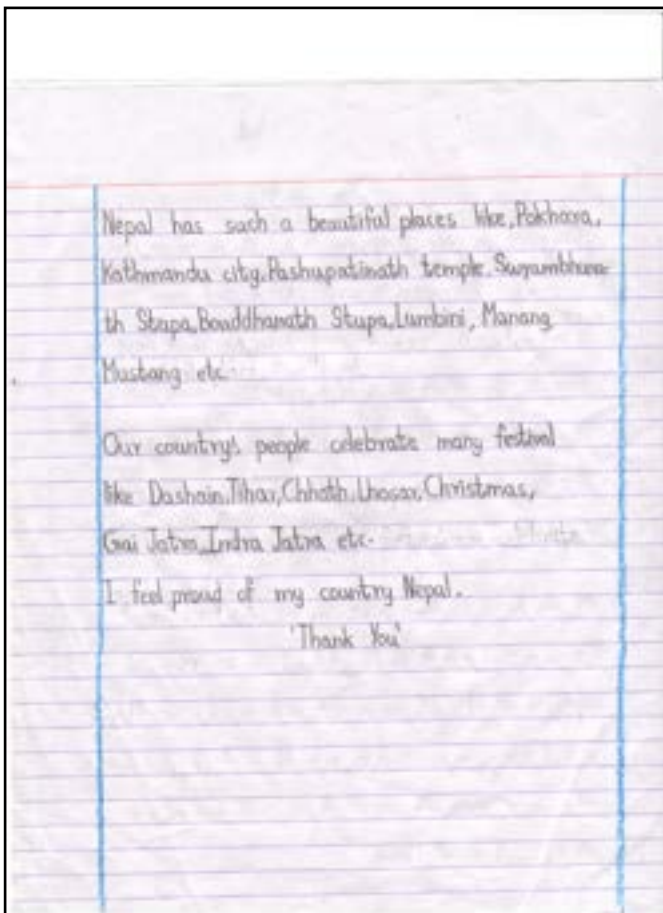 Nepal has such a beautiful places like, Pokhara,
Kathmandu city, Pashupatinath temple, Swyambhuna-
th Stupa, Bouddhanath Stupa, Lumbini, Manang,
Mustang etc.
Our country's people celebrate many festival
like Dashain, Tihar, Chhath, Lhosar, Christmas,
Gai Jatra, Indra Jatra etc.
I feel proud of my country Nepal.
'Thank You'